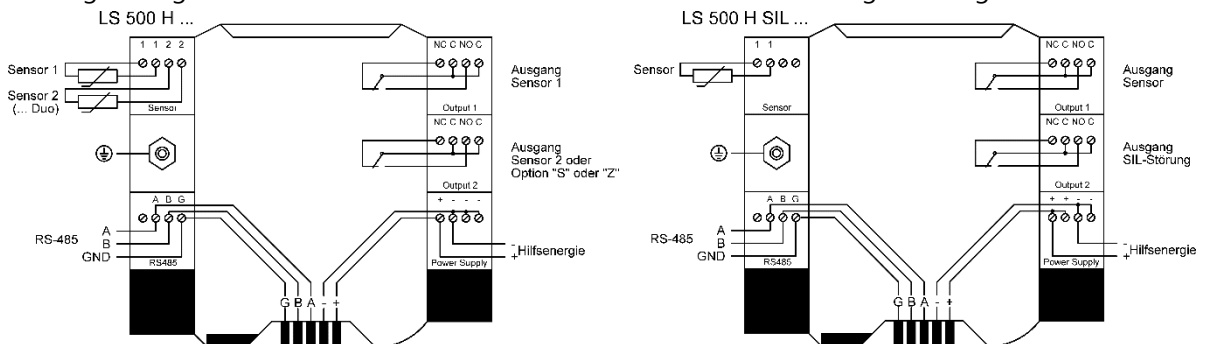 LS 500 H ...
1 1 2 2
Sensor 1
Sensor 2
(... Duo)
Sensor
NC C NO C
Ausgang
Sensor 1
Output 1
NC C NO C
Ausgang
Sensor 2 oder
Option "S" oder "Z"
Output 2
A B G
RS-485
A
B
GND
RS485
+ - - -
-
+
Hilfsenergie
Power Supply
G B A - +
LS 500 H SIL ...
1 1
Sensor
Sensor
NC C NO C
Ausgang
Sensor
Output 1
NC C NO C
Ausgang
SIL-Störung
Output 2
A B G
RS-485
A
B
GND
RS485
+ + - -
-
+
Hilfsenergie
Power Supply
G B A - +